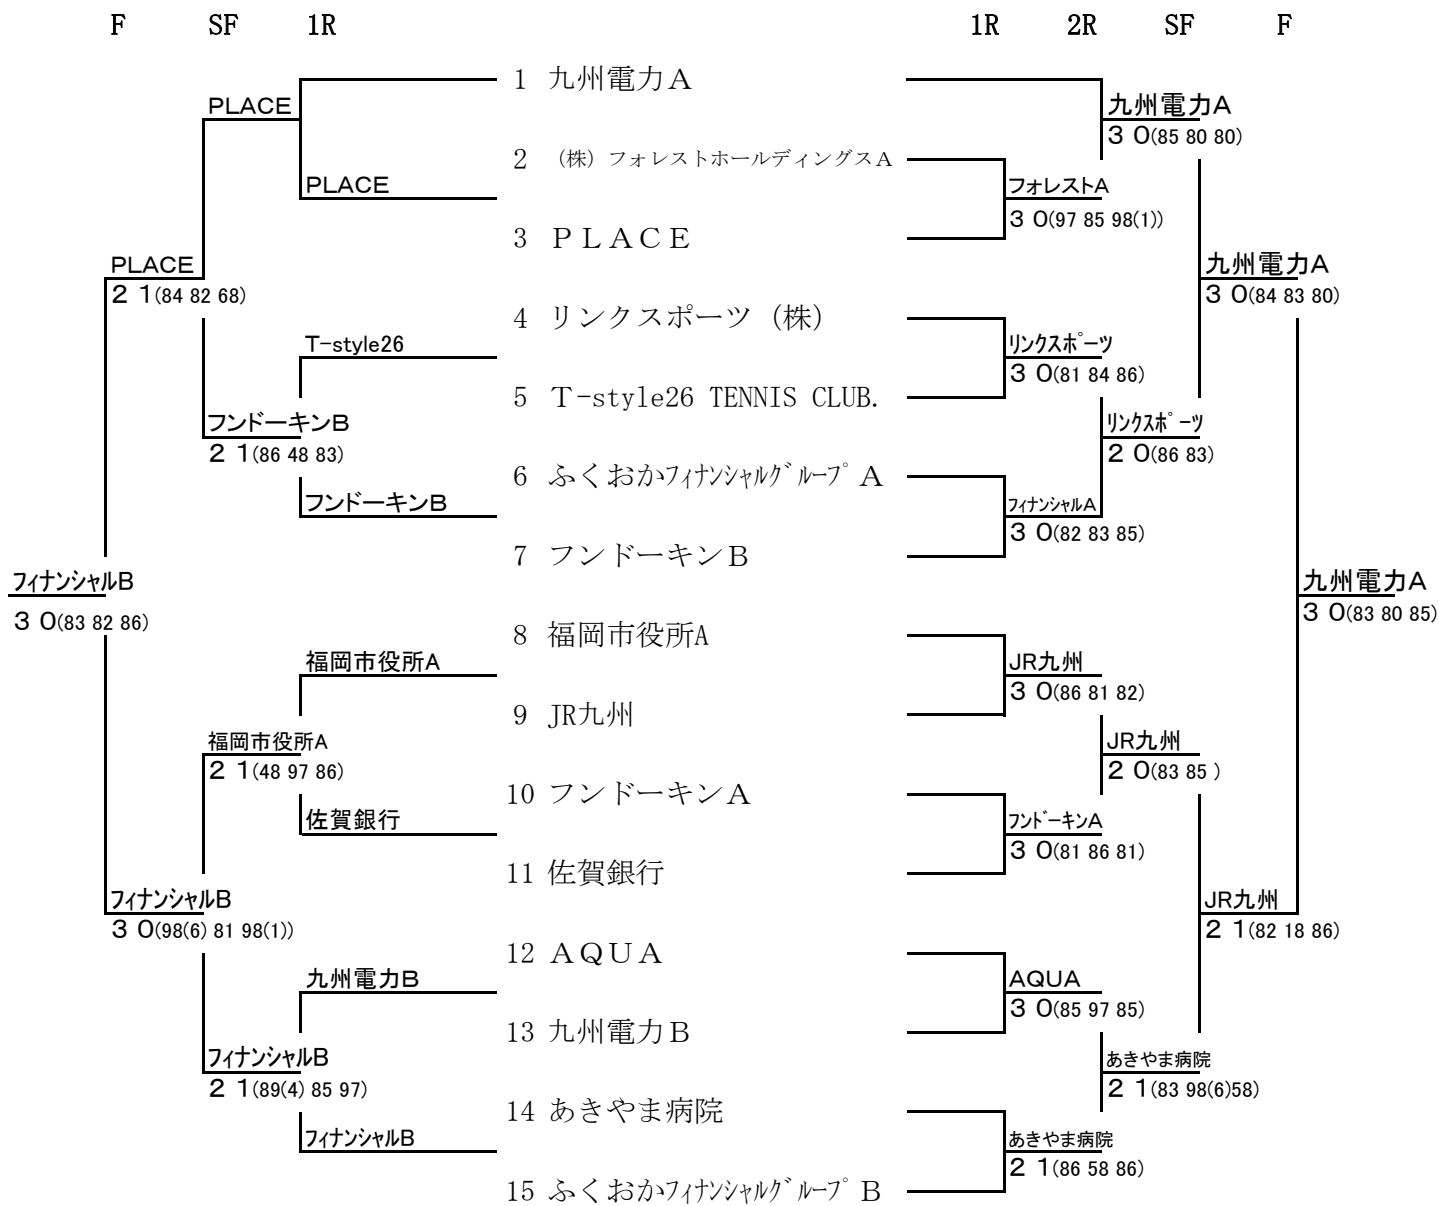 F SF 1R 1R 2R SF F
1 九州電力A
PLACE 九州電力A
3 0(85 80 80)
2 （株）フォレストホールディングスA
PLACE フォレストA
3 0(97 85 98(1))
3 ＰＬＡＣＥ
PLACE 九州電力A
2 1(84 82 68) 3 0(84 83 80)
4 リンクスポーツ（株）
T-style26 ﾘﾝｸｽﾎﾟｰﾂ
3 0(81 84 86)
5 Ｔ-style26 TENNIS CLUB.
フンドーキンB ﾘﾝｸｽﾎﾟｰﾂ
2 1(86 48 83) 2 0(86 83)
6 ふくおかﾌｨﾅﾝｼｬﾙｸﾞﾙｰﾌﾟＡ
フンドーキンB ﾌｨﾅﾝｼｬﾙA
3 0(82 83 85)
7 フンドーキンＢ
ﾌｨﾅﾝｼｬﾙB 九州電力A
3 0(83 82 86) 3 0(83 80 85)
8 福岡市役所A
福岡市役所A JR九州
3 0(86 81 82)
9 JR九州
福岡市役所A JR九州
2 1(48 97 86) 2 0(83 85 )
10 フンドーキンＡ
佐賀銀行 ﾌﾝﾄﾞｰｷﾝA
3 0(81 86 81)
11 佐賀銀行
ﾌｨﾅﾝｼｬﾙB JR九州
3 0(98(6) 81 98(1)) 2 1(82 18 86)
12 ＡＱＵＡ
九州電力B AQUA
3 0(85 97 85)
13 九州電力Ｂ
ﾌｨﾅﾝｼｬﾙB あきやま病院
2 1(89(4) 85 97) 2 1(83 98(6)58)
14 あきやま病院
ﾌｨﾅﾝｼｬﾙB あきやま病院
2 1(86 58 86)
15 ふくおかﾌｨﾅﾝｼｬﾙｸﾞﾙｰﾌﾟＢ